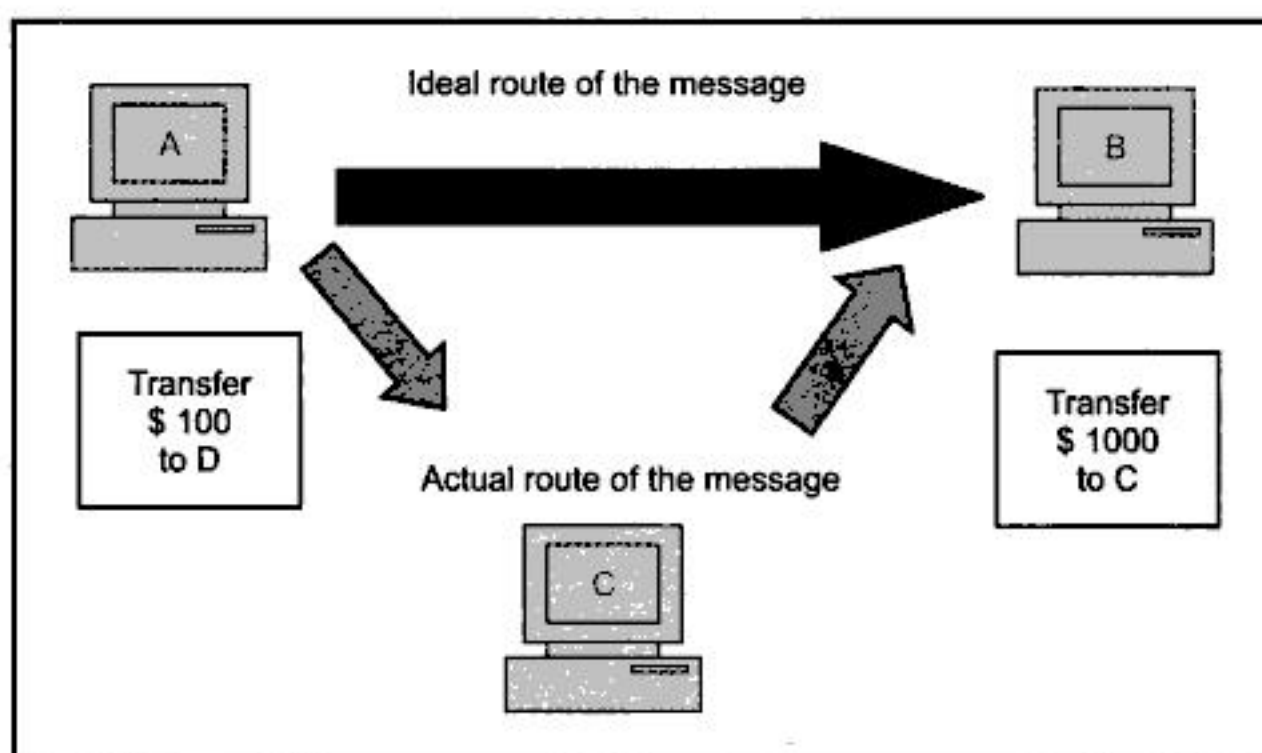 Ideal route of the message
A
B
Transfer
$ 100
to D
Transfer
$ 1000
to C
Actual route of the message
C